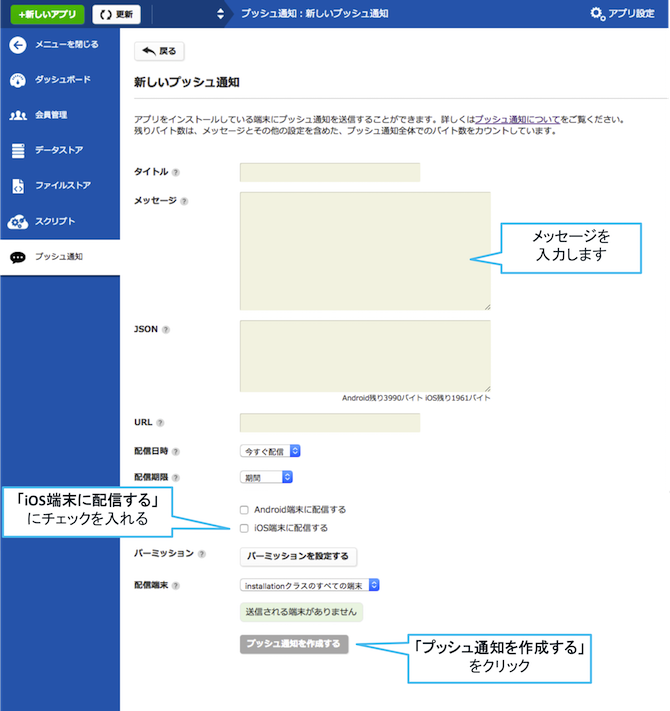 +新しいアプリ
更新
プッシュ通知：新しいプッシュ通知
アプリ設定
メニューを閉じる
ダッシュボード
会員管理
データストア
ファイルストア
スクリプト
プッシュ通知
戻る
新しいプッシュ通知
アプリをインストールしている端末にプッシュ通知を送信することができます。詳しくはプッシュ通知についてをご覧ください。
残りバイト数は、メッセージとその他の設定を含めた、プッシュ通知全体でのバイト数をカウントしています。
タイトル ?
メッセージ ?
メッセージを
入力します
JSON ?
Android残り3990バイト iOS残り1961バイト
URL ?
配信日時 ?
今すぐ配信
配信期限 ?
期間
「iOS端末に配信する」
にチェックを入れる
Android端末に配信する
iOS端末に配信する
パーミッション ?
パーミッションを設定する
配信端末 ?
installationクラスのすべての端末
送信される端末がありません
プッシュ通知を作成する
「プッシュ通知を作成する」
をクリック